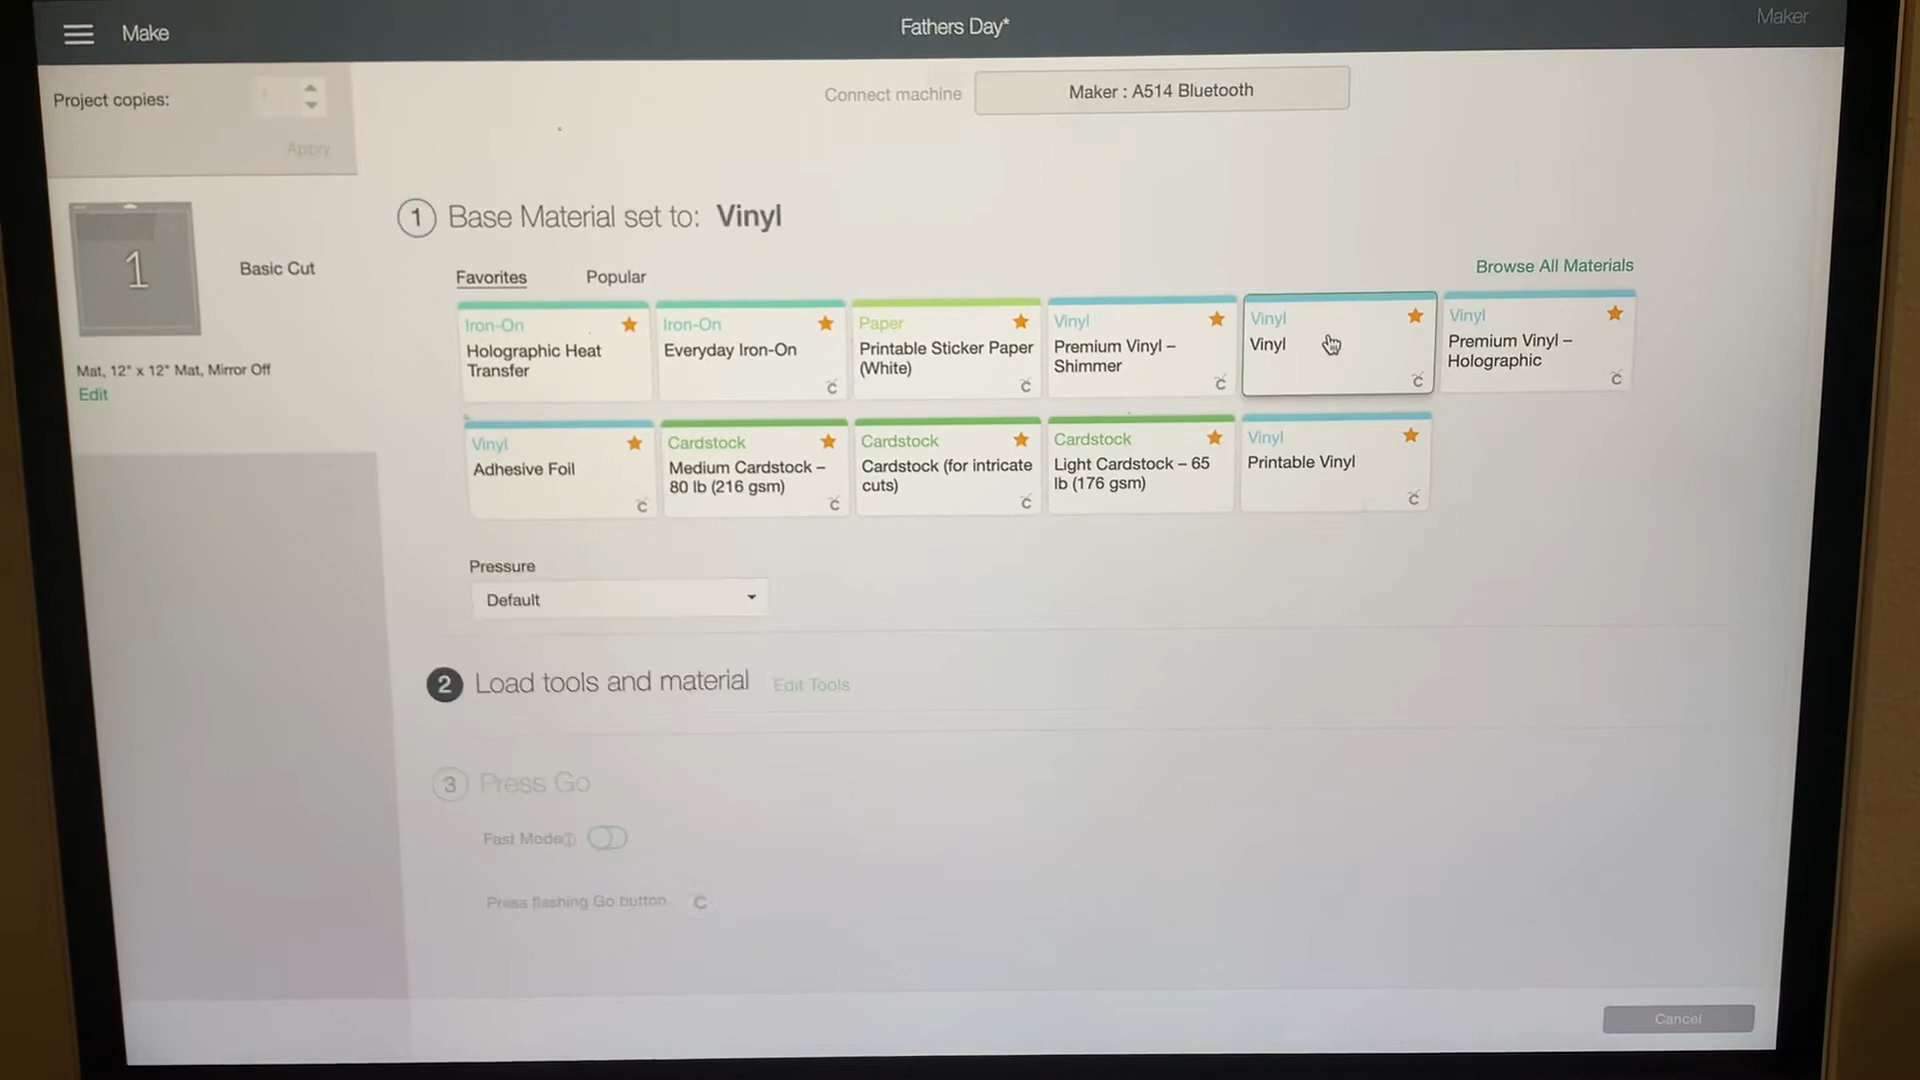 Make
Fathers Day*
Maker
Project copies:
Connect machine
Maker : A514 Bluetooth
Apply
1 Base Material set to: Vinyl
1
Basic Cut
Favorites
Popular
Browse All Materials
Iron-On
Holographic Heat
Transfer
Iron-On
Everyday Iron-On
Paper
Printable Sticker Paper
(White)
Vinyl
Premium Vinyl –
Shimmer
Vinyl
Vinyl
Vinyl
Premium Vinyl –
Holographic
Mat, 12" x 12" Mat, Mirror Off
Edit
Vinyl
Adhesive Foil
Cardstock
Medium Cardstock –
80 lb (216 gsm)
Cardstock
Cardstock (for intricate
cuts)
Cardstock
Light Cardstock – 65
lb (176 gsm)
Vinyl
Printable Vinyl
Pressure
Default
2 Load tools and material
Edit Tools
3 Press Go
Fast Mode
Press flashing Go button
Cancel